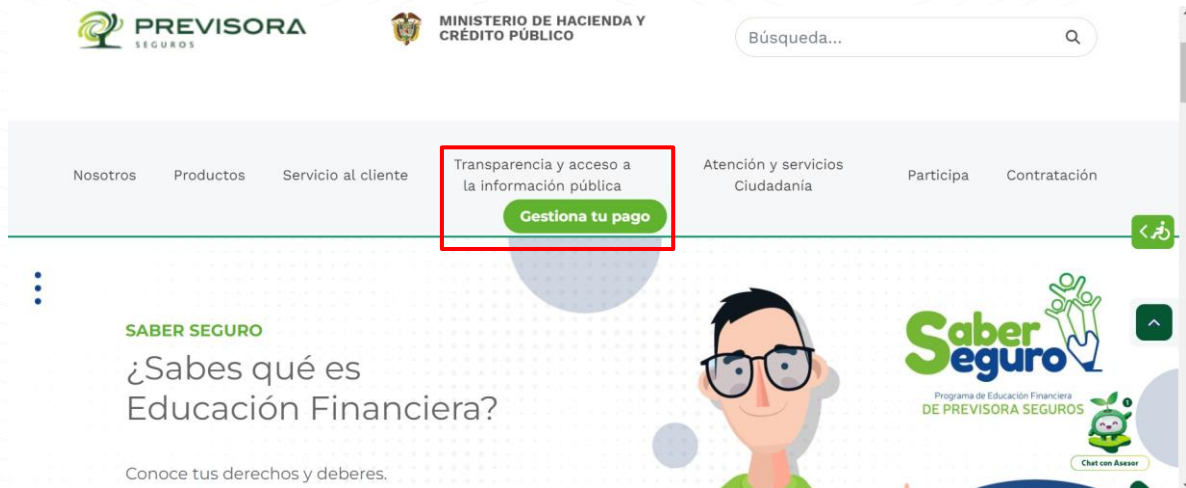 PREVISORA
SEGUROS
MINISTERIO DE HACIENDA Y
CRÉDITO PÚBLICO
Búsqueda...
Nosotros
Productos
Servicio al cliente
Transparencia y acceso a
la información pública
Atención y servicios
Ciudadanía
Participa
Contratación
Gestiona tu pago
SABER SEGURO
¿Sabes qué es
Educación Financiera?
Conoce tus derechos y deberes.
Saber
Seguro
Programa de Educación Financiera
DE PREVISORA SEGUROS
1
Chat con Asesor